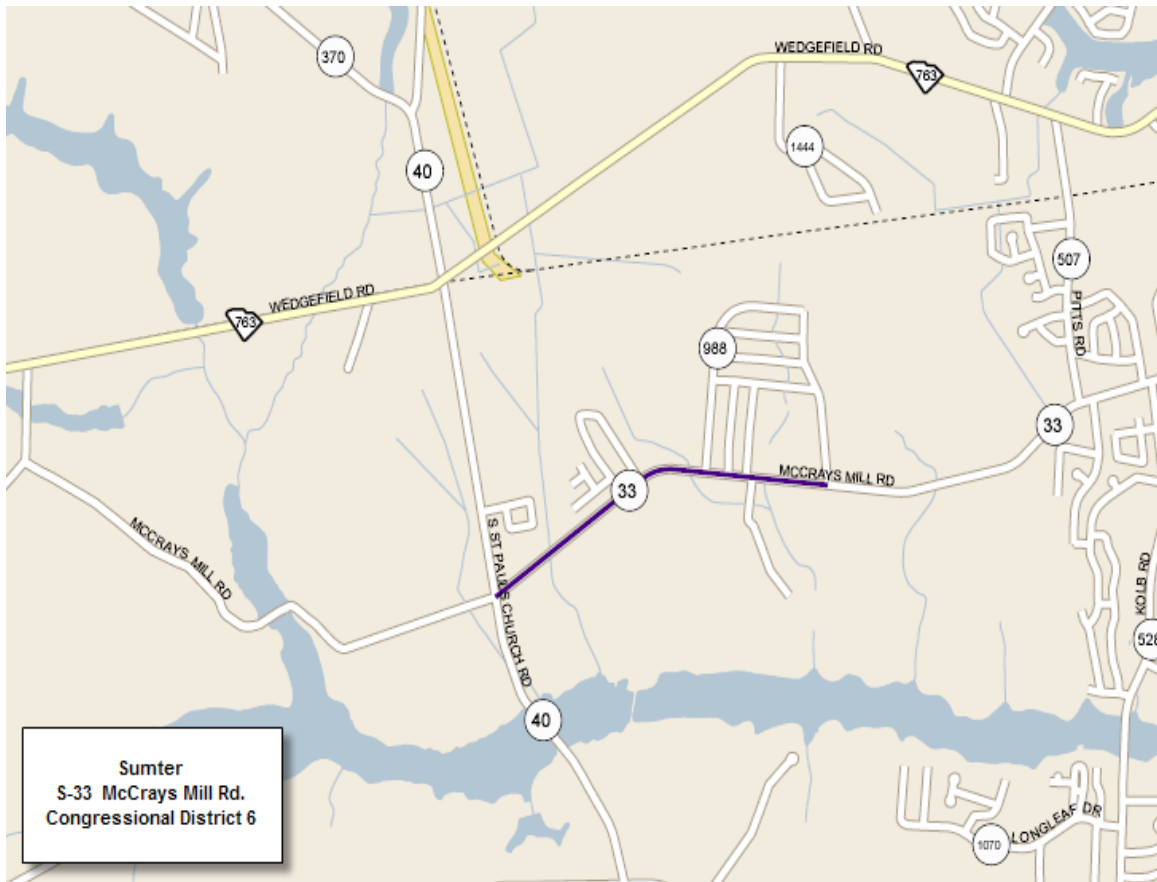 WEDGEFIELD RD
370
763
1444
40
507
WEDGEFIELD RD
763
PITTS RD
988
33
MCCRAYS MILL RD
33
MCCRAYS MILL RD
S ST PAULS CHURCH RD
KOLB RD
528
40
Sumter
S-33 McCrays Mill Rd.
Congressional District 6
LONGLEAF DR
1070